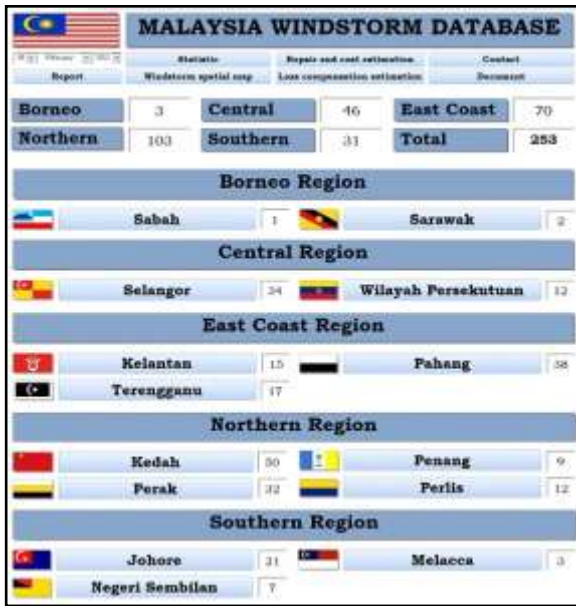 MALAYSIA WINDSTORM DATABASE
Statistic Repair and cost estimation Contact
Report Windstorm spatial map Loss compensation estimation Document
Borneo 3 Central 46 East Coast 70
Northern 103 Southern 31 Total 253
Borneo Region
Sabah 1 Sarawak 2
Central Region
Selangor 34 Wilayah Persekutuan 12
East Coast Region
Kelantan 15 Pahang 38
Terengganu 17
Northern Region
Kedah 50 Penang 9
Perak 32 Perlis 12
Southern Region
Johore 21 Melacca 3
Negeri Sembilan 7